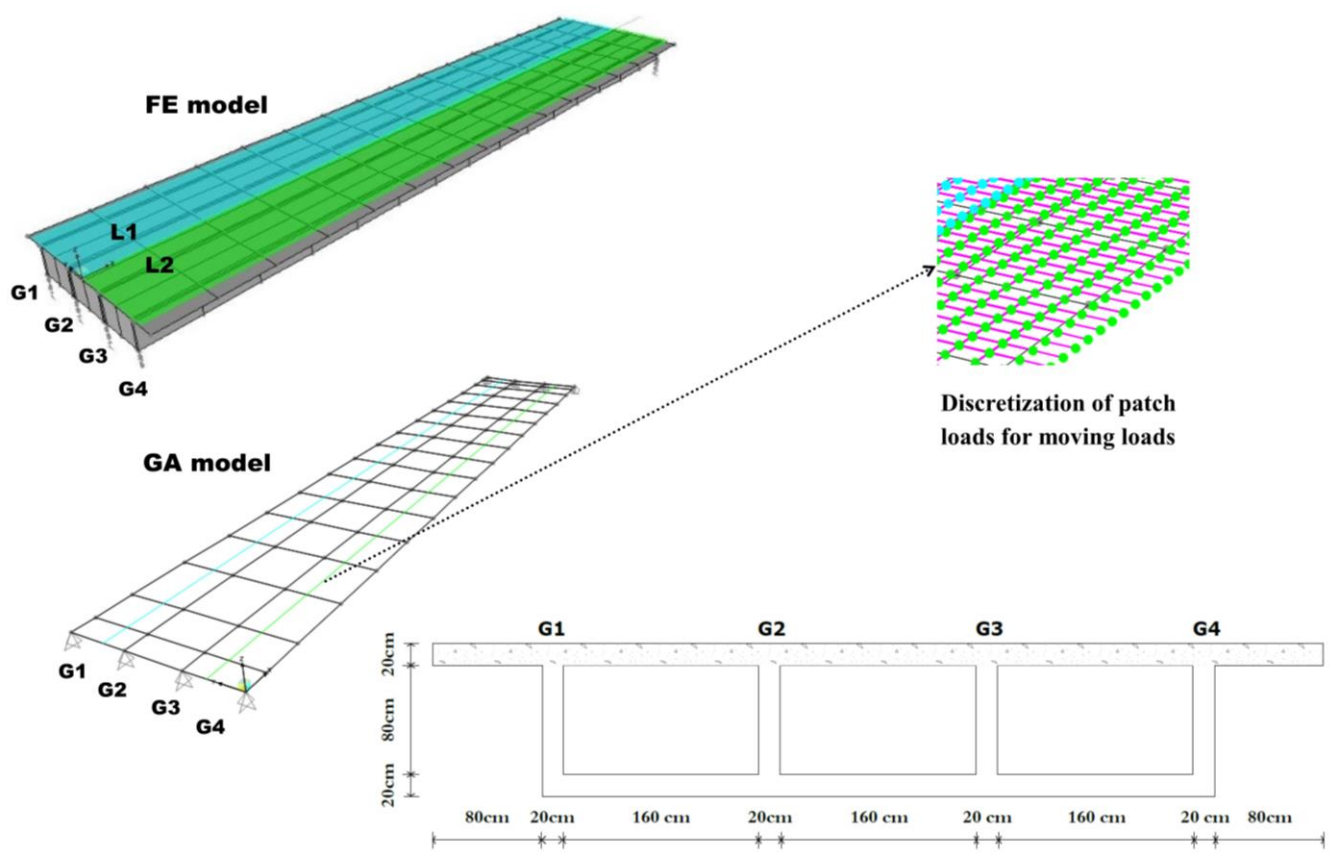 FE model
L1
L2
G1
G2
G3
G4
Discretization of patch
loads for moving loads
GA model
G1
G2
G3
G4
G1 G2 G3 G4
20cm
80cm
20cm
80cm 20cm 160 cm 20cm 160 cm 20 cm 160 cm 20 cm 80cm